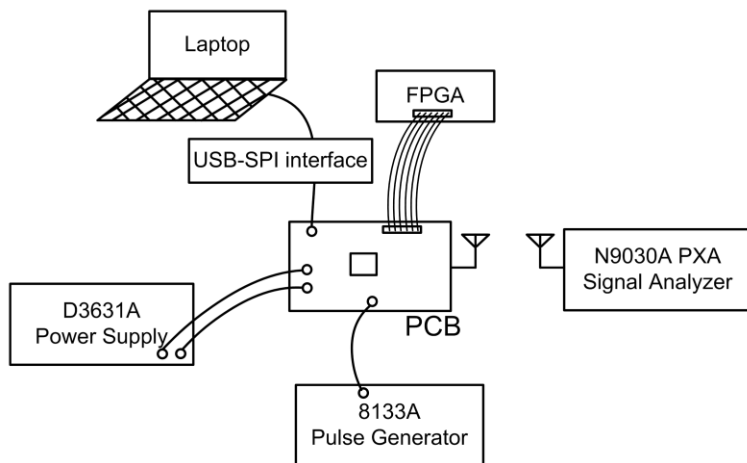 Laptop
FPGA
USB-SPI interface
N9030A PXA
Signal Analyzer
D3631A
Power Supply
PCB
8133A
Pulse Generator